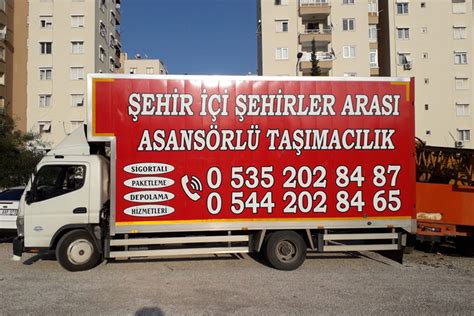 ŞEHİR İÇİ ŞEHİRLER ARASI
ASANSÖRLÜ TAŞIMACILIK
SİGORTALI
PAKETLEME
DEPOLAMA
HİZMETLERİ
0 535 202 84 87
0 544 202 84 65